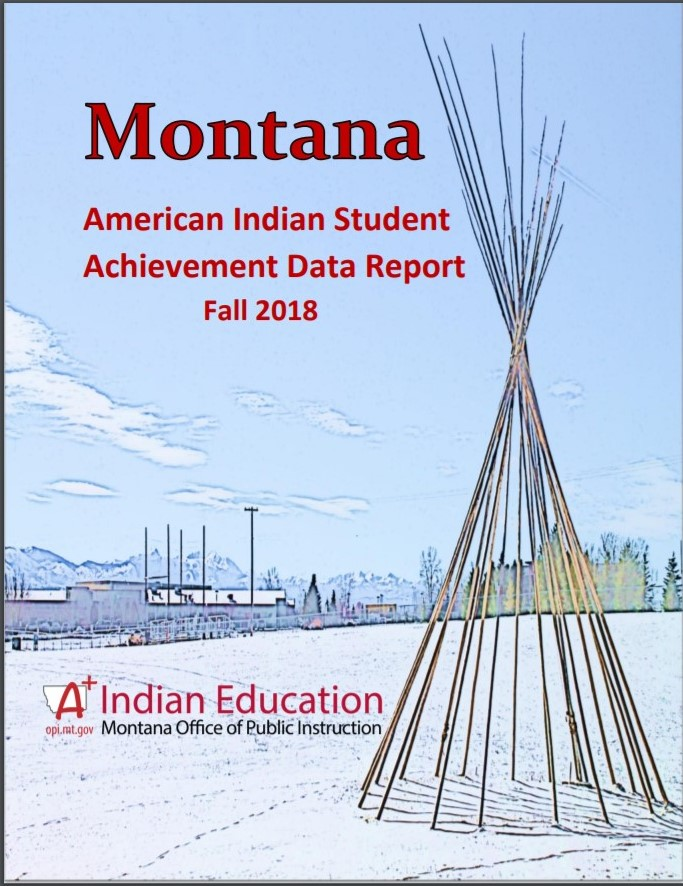 Montana
American Indian Student
Achievement Data Report
Fall 2018
A+ Indian Education
opi.mt.gov Montana Office of Public Instruction